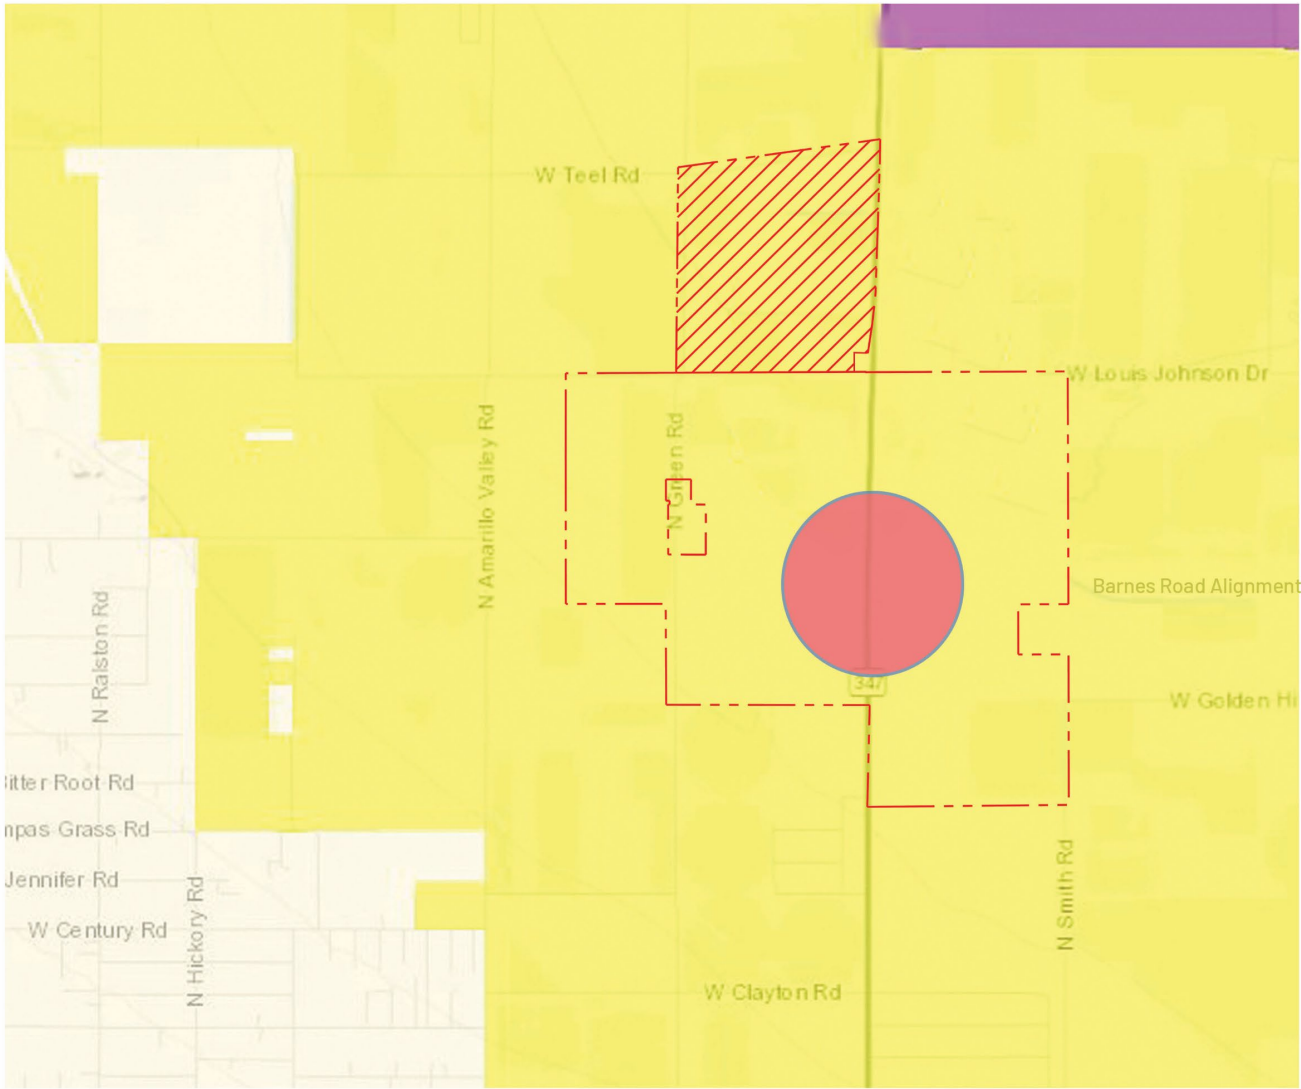 W Teel Rd
W Louis Johnson Dr
N Amarillo Valley Rd
N Green Rd
Barnes Road Alignment
N Ralston Rd
347
W Golden Hi
itter Root Rd
mpas Grass Rd
Jennifer Rd
N Smith Rd
N Hickory Rd
W Century Rd
W Clayton Rd